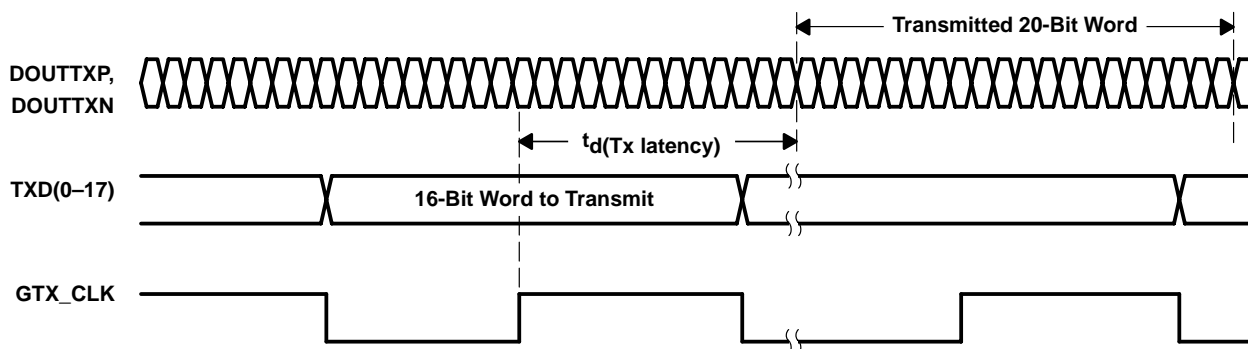 Transmitted 20-Bit Word
DOUTTXP,
DOUTTXN
td(Tx latency)
TXD(0–17)
16-Bit Word to Transmit
GTX_CLK